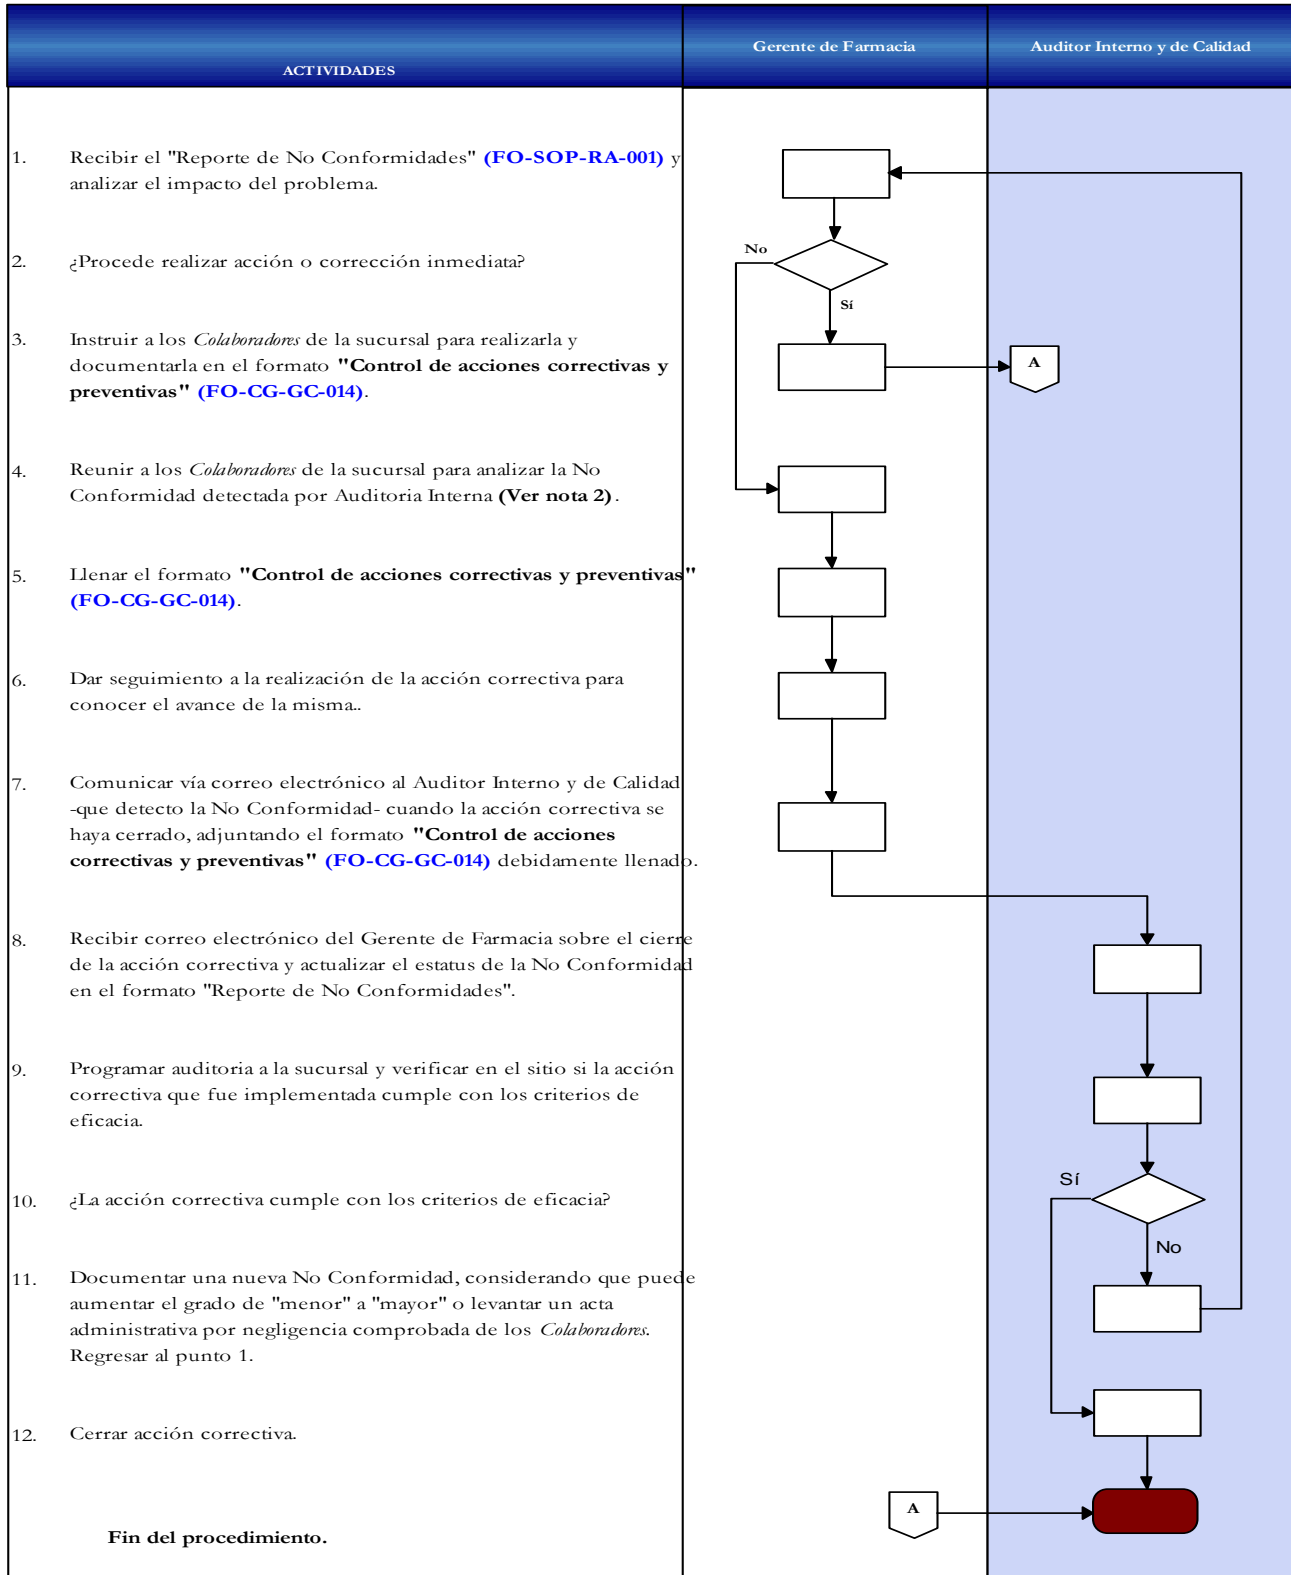 ACTIVIDADES
Gerente de Farmacia
Auditor Interno y de Calidad
1. Recibir el "Reporte de No Conformidades" (FO-SOP-RA-001) y
analizar el impacto del problema.
2. ¿Procede realizar acción o corrección inmediata?
No
Sí
3. Instruir a los Colaboradores de la sucursal para realizarla y
documentarla en el formato "Control de acciones correctivas y
preventivas" (FO-CG-GC-014).
A
4. Reunir a los Colaboradores de la sucursal para analizar la No
Conformidad detectada por Auditoria Interna (Ver nota 2).
5. Llenar el formato "Control de acciones correctivas y preventivas"
(FO-CG-GC-014).
6. Dar seguimiento a la realización de la acción correctiva para
conocer el avance de la misma..
7. Comunicar vía correo electrónico al Auditor Interno y de Calidad
-que detecto la No Conformidad- cuando la acción correctiva se
haya cerrado, adjuntando el formato "Control de acciones
correctivas y preventivas" (FO-CG-GC-014) debidamente llenado.
8. Recibir correo electrónico del Gerente de Farmacia sobre el cierre
de la acción correctiva y actualizar el estatus de la No Conformidad
en el formato "Reporte de No Conformidades".
9. Programar auditoria a la sucursal y verificar en el sitio si la acción
correctiva que fue implementada cumple con los criterios de
eficacia.
10. ¿La acción correctiva cumple con los criterios de eficacia?
Sí
No
11. Documentar una nueva No Conformidad, considerando que puede
aumentar el grado de "menor" a "mayor" o levantar un acta
administrativa por negligencia comprobada de los Colaboradores.
Regresar al punto 1.
12. Cerrar acción correctiva.
A
Fin del procedimiento.